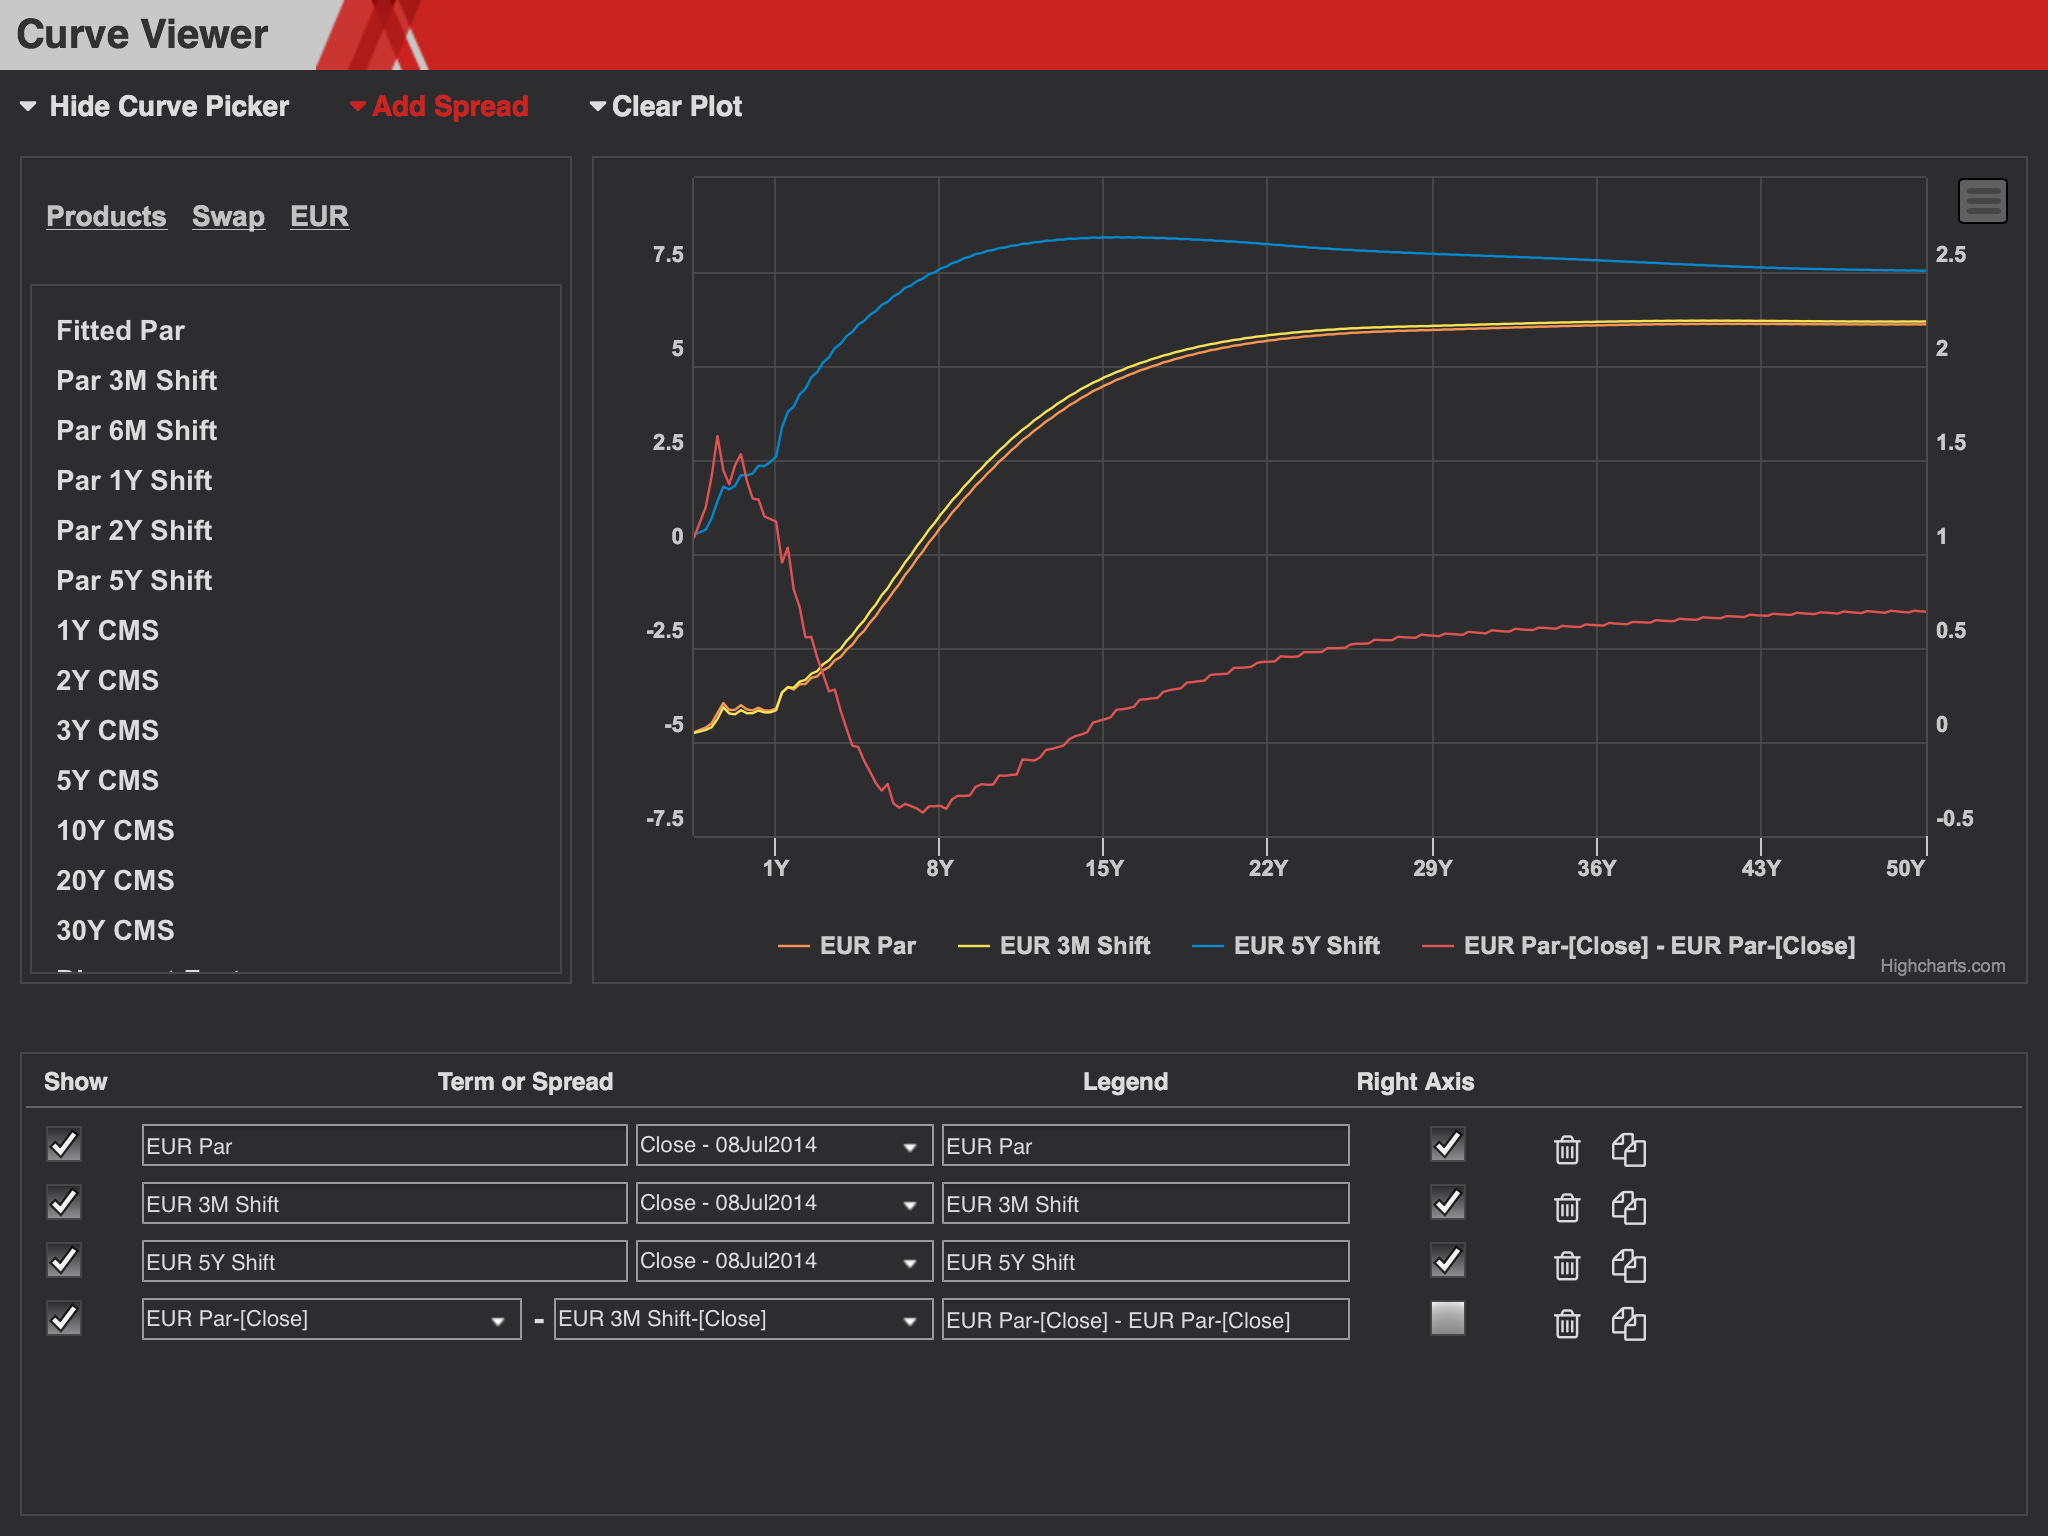 Curve Viewer
Hide Curve Picker Add Spread Clear Plot
Products Swap EUR
Fitted Par
Par 3M Shift
Par 6M Shift
Par 1Y Shift
Par 2Y Shift
Par 5Y Shift
1Y CMS
2Y CMS
3Y CMS
5Y CMS
10Y CMS
20Y CMS
30Y CMS
7.5 2.5
5 2
2.5 1.5
0 1
-2.5 0.5
-5 0
-7.5 -0.5
1Y 8Y 15Y 22Y 29Y 36Y 43Y 50Y
EUR Par EUR 3M Shift EUR 5Y Shift EUR Par-[Close] - EUR Par-[Close]
Highcharts.com
Show Term or Spread Legend Right Axis
EUR Par Close - 08Jul2014 EUR Par
EUR 3M Shift Close - 08Jul2014 EUR 3M Shift
EUR 5Y Shift Close - 08Jul2014 EUR 5Y Shift
EUR Par-[Close] - EUR 3M Shift-[Close] EUR Par-[Close] - EUR Par-[Close]